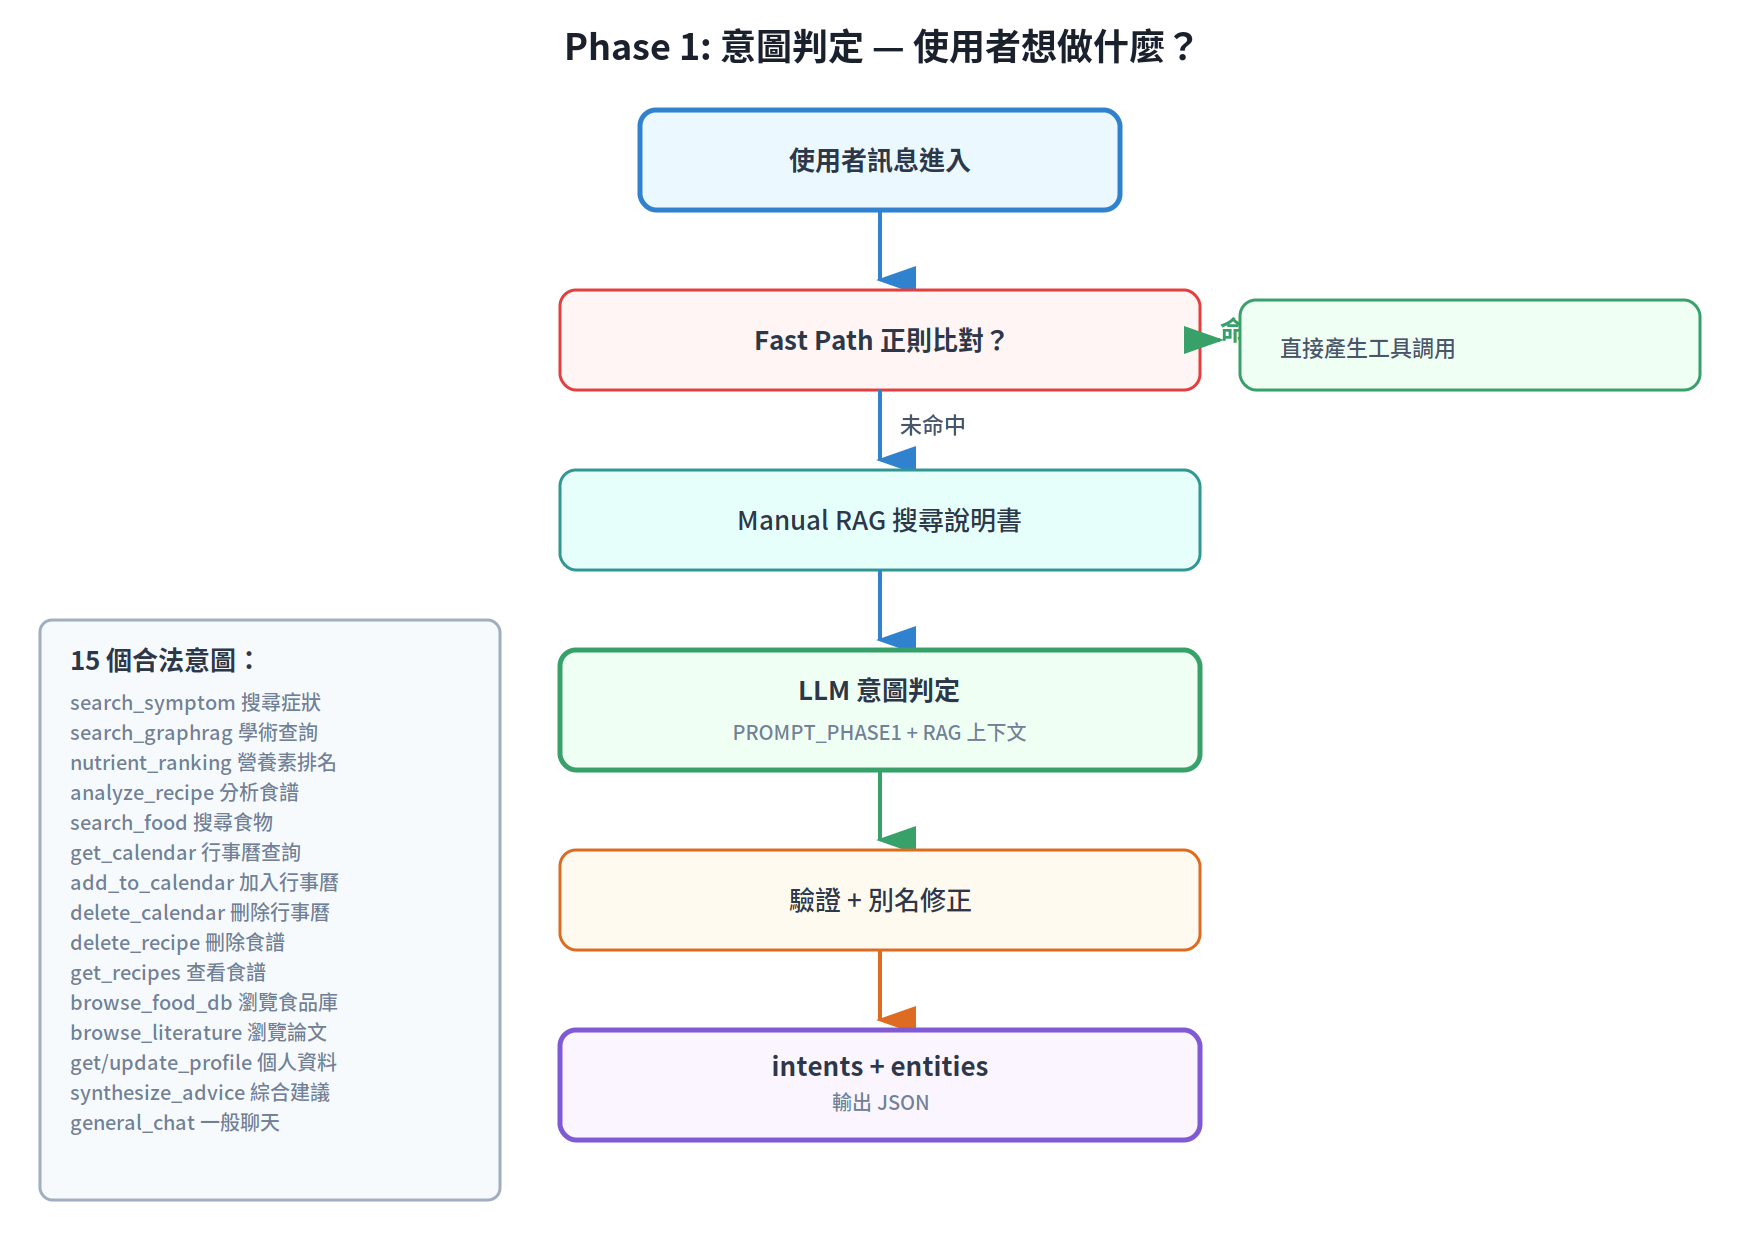 Phase 1: 意圖判定 — 使用者想做什麼？
使用者訊息進入
Fast Path 正則比對？
命
直接產生工具調用
未命中
Manual RAG 搜尋說明書
LLM 意圖判定
PROMPT_PHASE1 + RAG 上下文
驗證 + 別名修正
intents + entities
輸出 JSON
15 個合法意圖：
search_symptom 搜尋症狀
search_graphrag 學術查詢
nutrient_ranking 營養素排名
analyze_recipe 分析食譜
search_food 搜尋食物
get_calendar 行事曆查詢
add_to_calendar 加入行事曆
delete_calendar 刪除行事曆
delete_recipe 刪除食譜
get_recipes 查看食譜
browse_food_db 瀏覽食品庫
browse_literature 瀏覽論文
get/update_profile 個人資料
synthesize_advice 綜合建議
general_chat 一般聊天